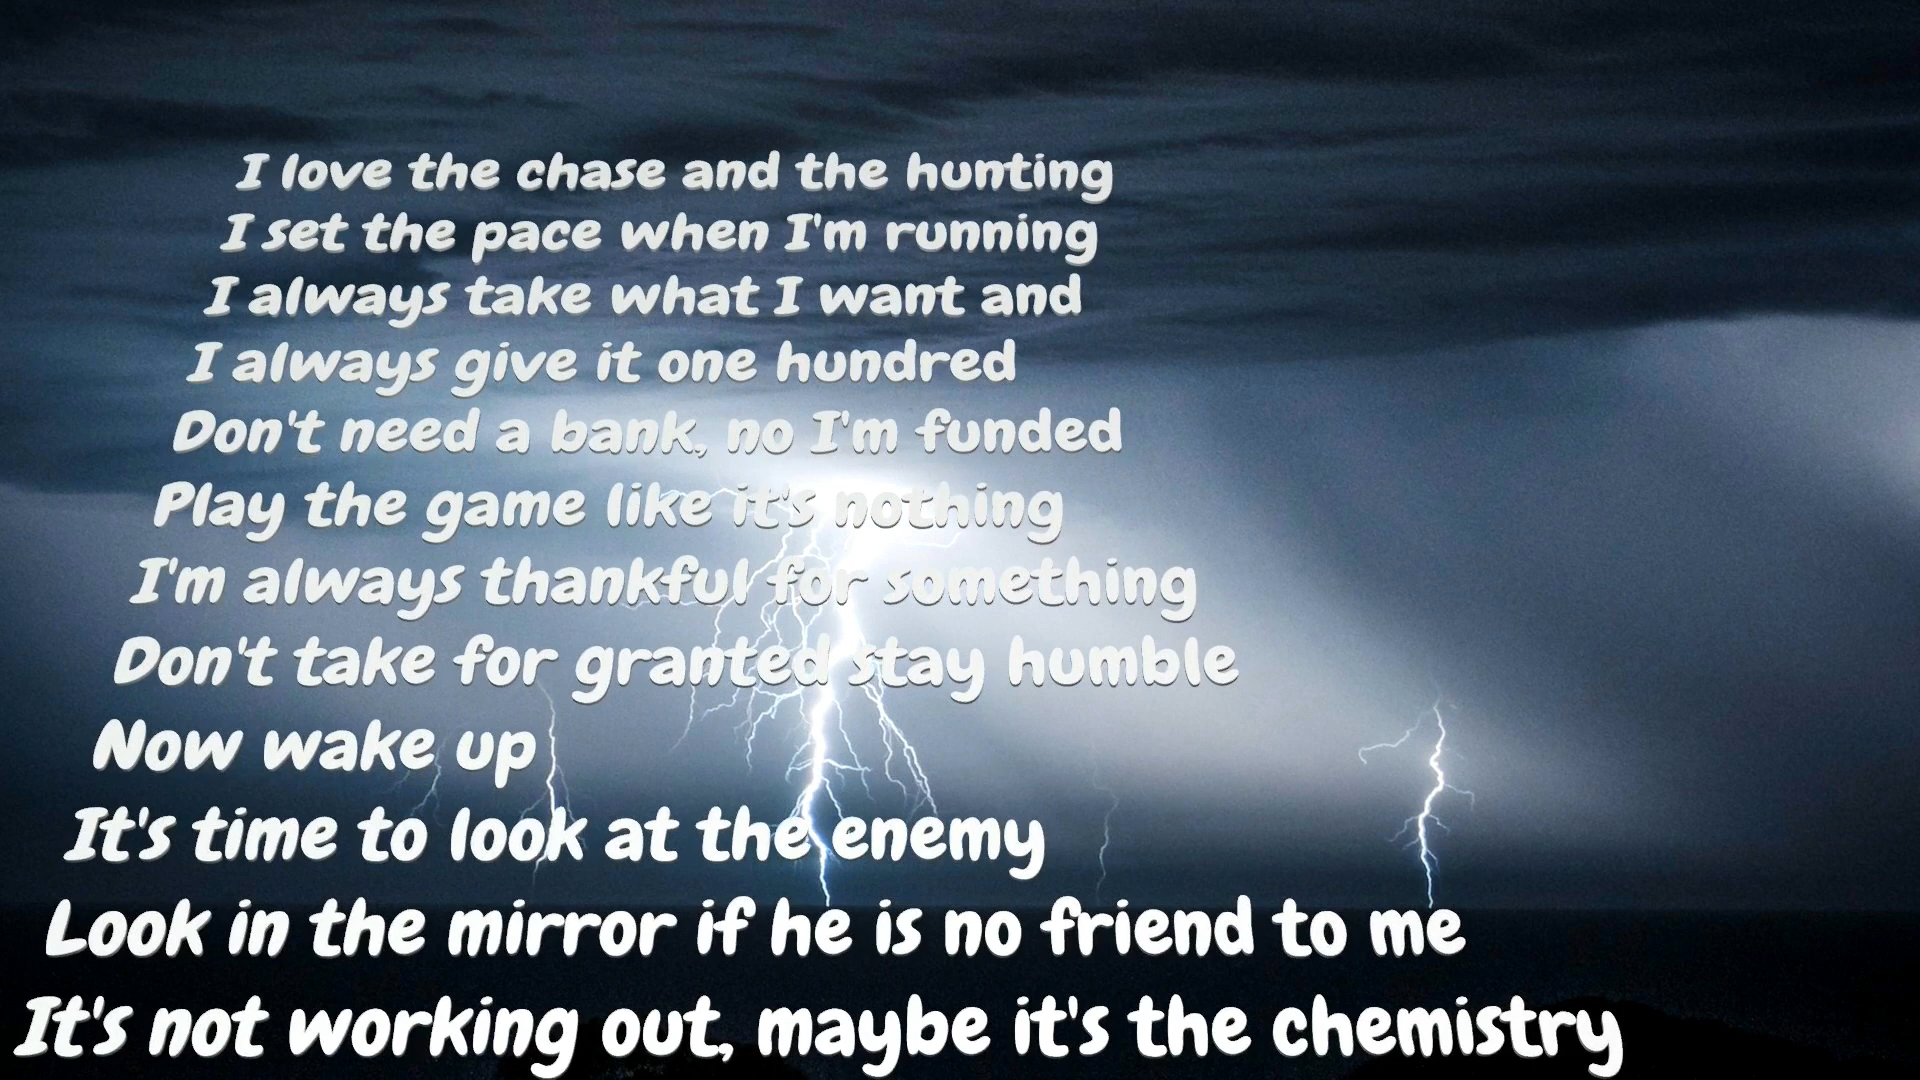 I love the chase and the hunting
I set the pace when I'm running
I always take what I want and
I always give it one hundred
Don't need a bank, no I'm funded
Play the game like it's nothing
I'm always thankful for something
Don't take for granted stay humble
Now wake up
It's time to look at the enemy
Look in the mirror if he is no friend to me
It's not working out, maybe it's the chemistry